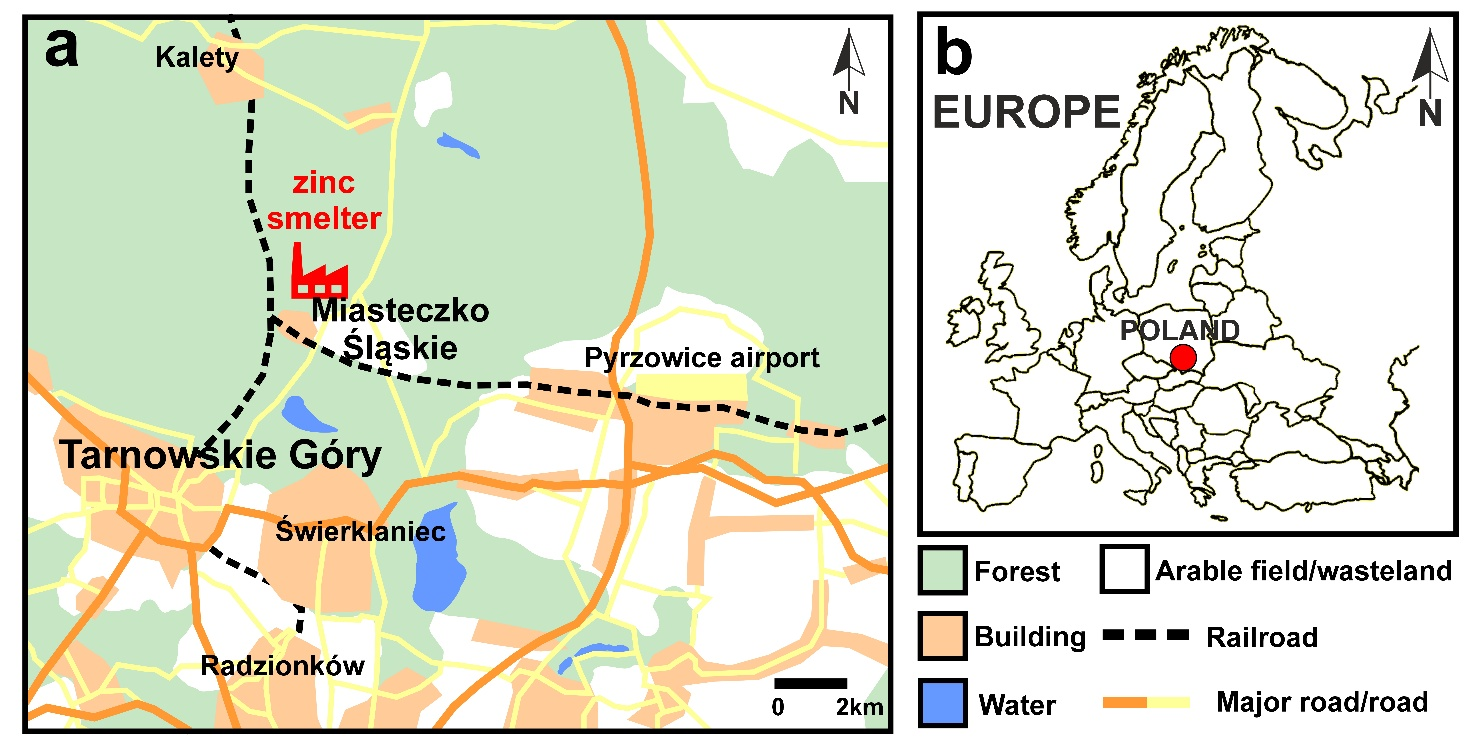 a
Kalety
N
zinc
smelter
Miasteczko
Śląskie
Pyrzowice airport
Tarnowskie Góry
Świerklaniec
Radzionków
0 2km
b
EUROPE
N
POLAND
Forest
Arable field/wasteland
Building
Railroad
Water
Major road/road